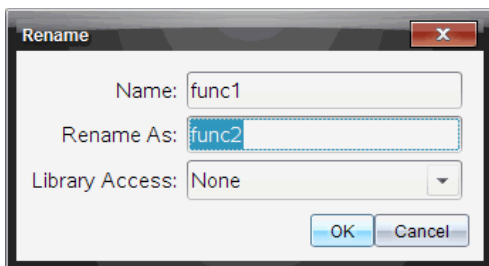 Rename
Name: func1
Rename As: func2
Library Access: None
OK Cancel